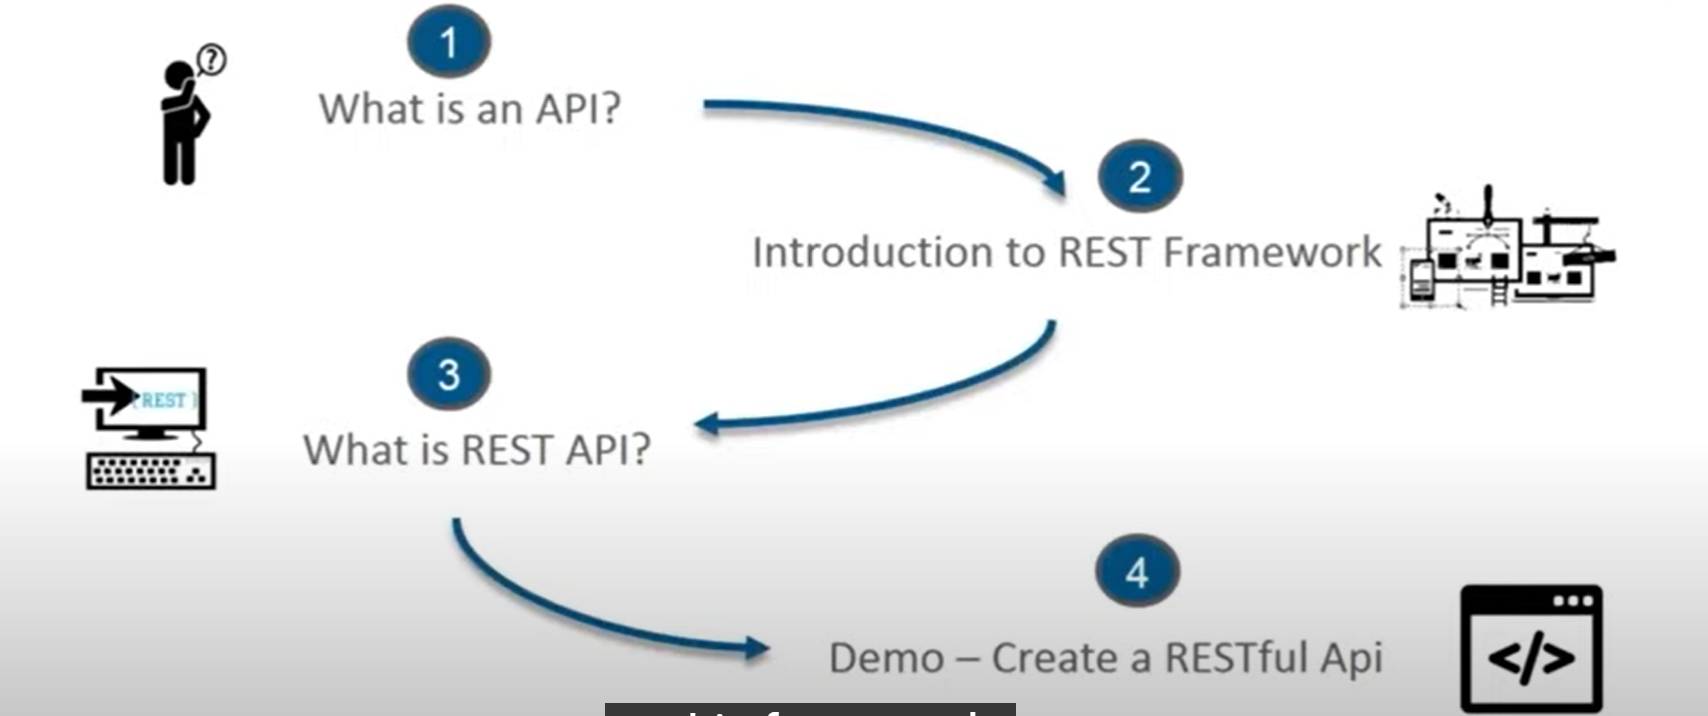 1
What is an API?
?
2
Introduction to REST Framework
3
{REST}
What is REST API?
4
Demo – Create a RESTful Api
</>